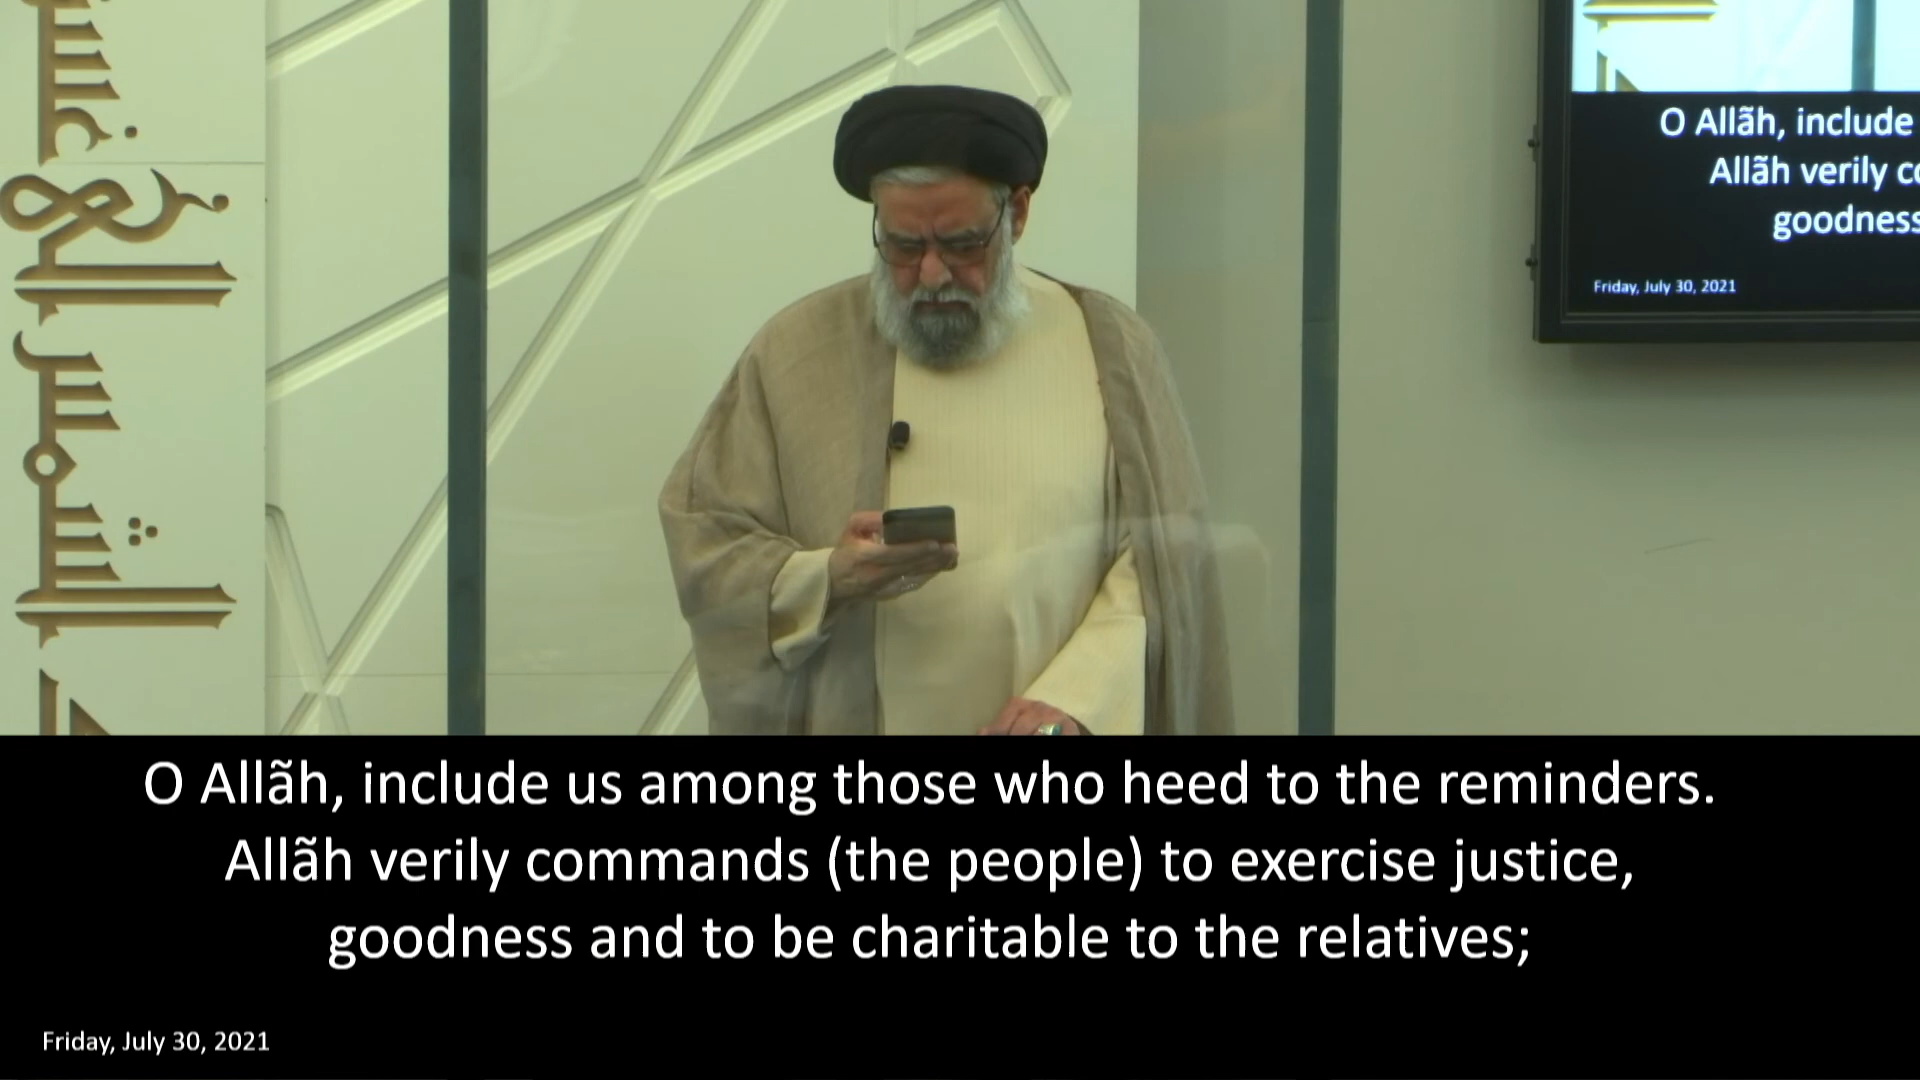 O Allãh, include
Allãh verily
goodness
Friday, July 30, 2021
O Allãh, include us among those who heed to the reminders.
Allãh verily commands (the people) to exercise justice,
goodness and to be charitable to the relatives;
Friday, July 30, 2021